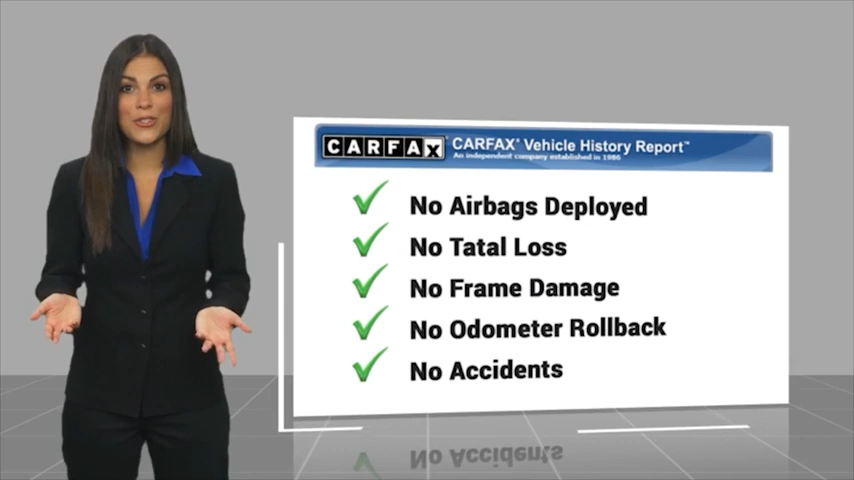 CARFAX CARFAX® Vehicle History Report™
An independent company established in 1986
No Airbags Deployed
No Tatal Loss
No Frame Damage
No Odometer Rollback
No Accidents
No Accidents